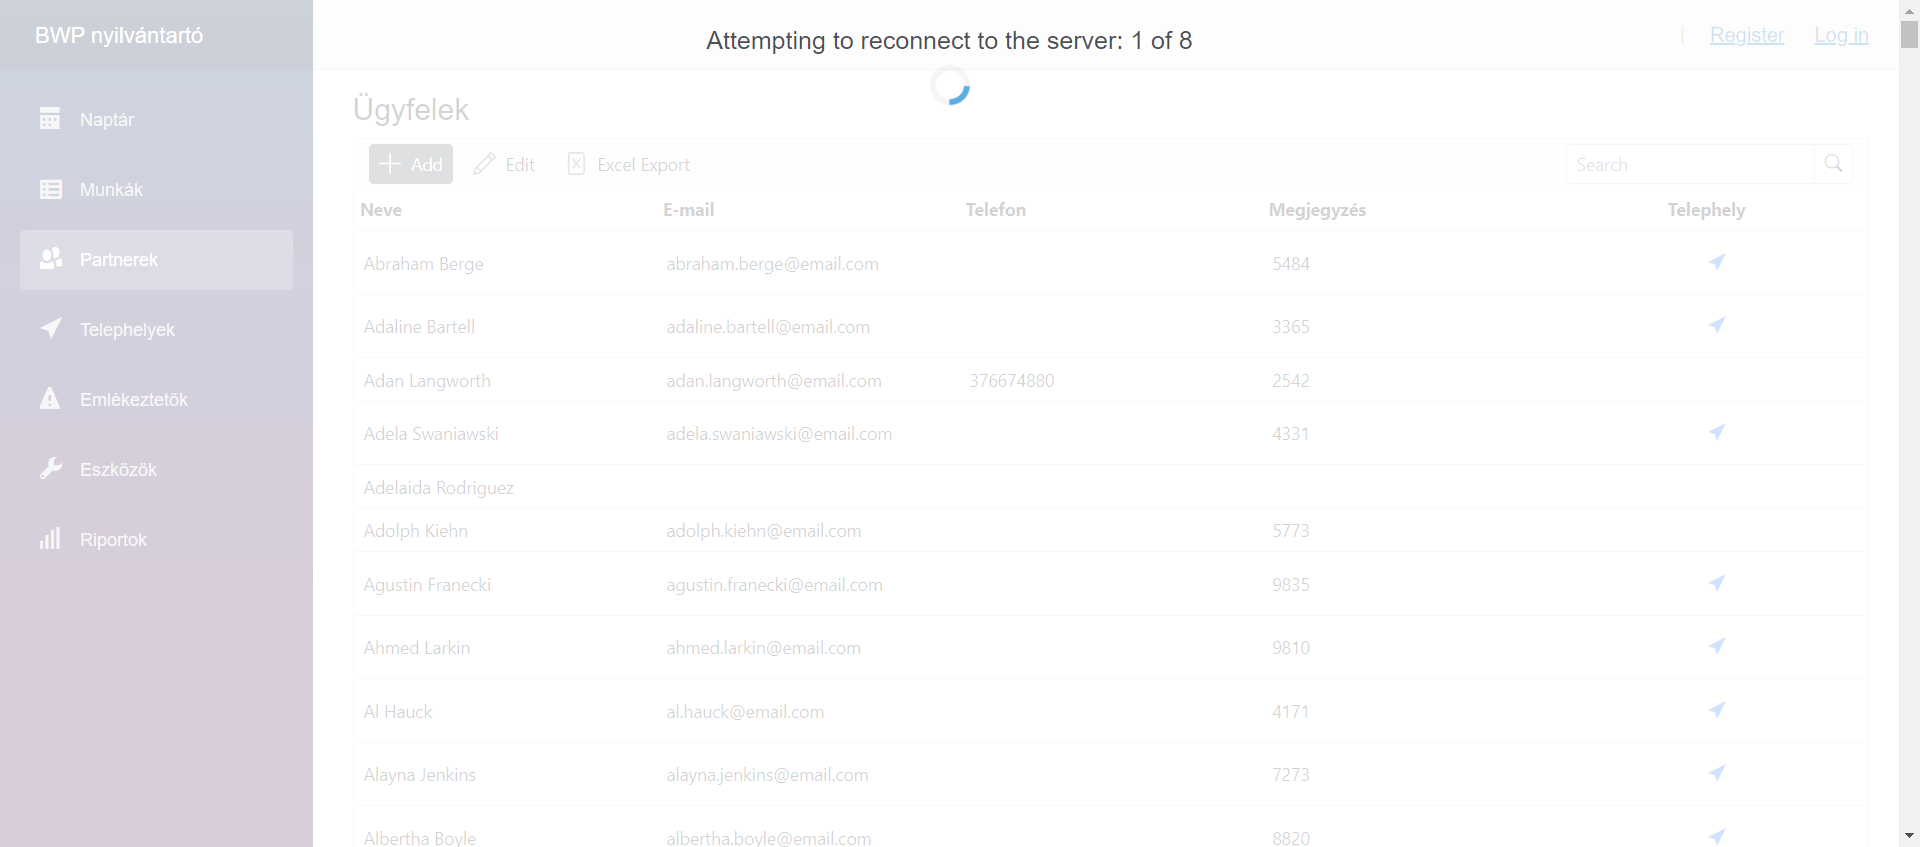 BWP nyilvántartó
Attempting to reconnect to the server: 1 of 8
Register Log in
Naptár
Munkák
Partnerek
Telephelyek
Emlékeztetők
Eszközök
Riportok
Ügyfelek
Add Edit Excel Export Search
Neve E-mail Telefon Megjegyzés Telephely
Abraham Berge abraham.berge@email.com 5484
Adaline Bartell adaline.bartell@email.com 3365
Adan Langworth adan.langworth@email.com 376674880 2542
Adela Swaniawski adela.swaniawski@email.com 4331
Adelaida Rodriguez
Adolph Kiehn adolph.kiehn@email.com 5773
Agustin Franecki agustin.franecki@email.com 9835
Ahmed Larkin ahmed.larkin@email.com 9810
Al Hauck al.hauck@email.com 4171
Alayna Jenkins alayna.jenkins@email.com 7273
Albertha Boyle albertha.boyle@email.com 8820